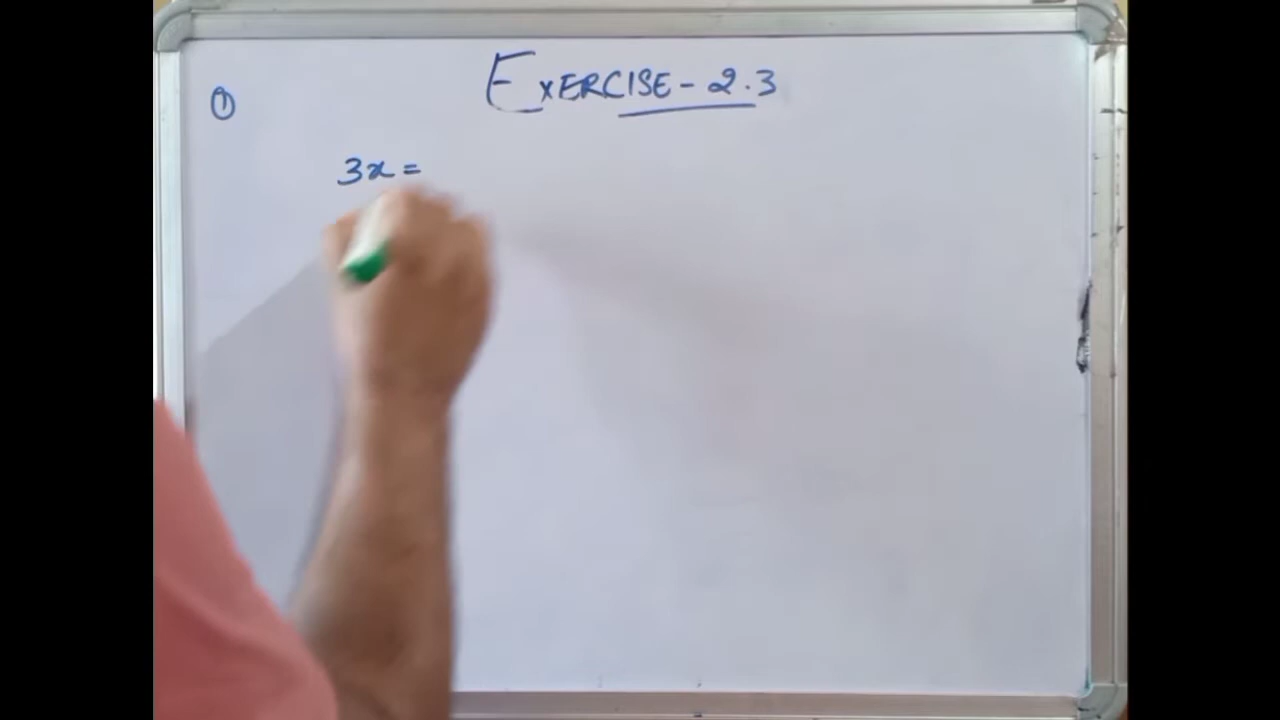 EXERCISE - 2.3
①
3x =